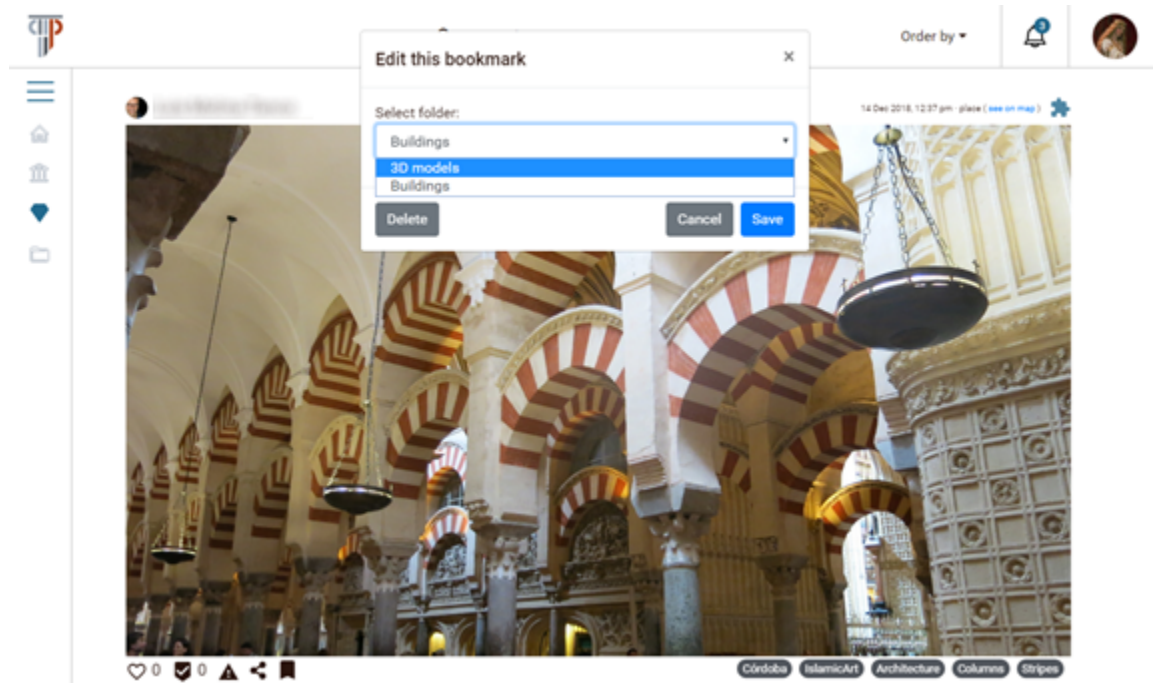 Order by
3
Edit this bookmark
×
Select folder:
14 Dec 2018, 12:37 pm - place ( see on map )
Buildings
3D models
Buildings
Delete
Cancel
Save
0
0
Córdoba
IslamicArt
Architecture
Columns
Stripes